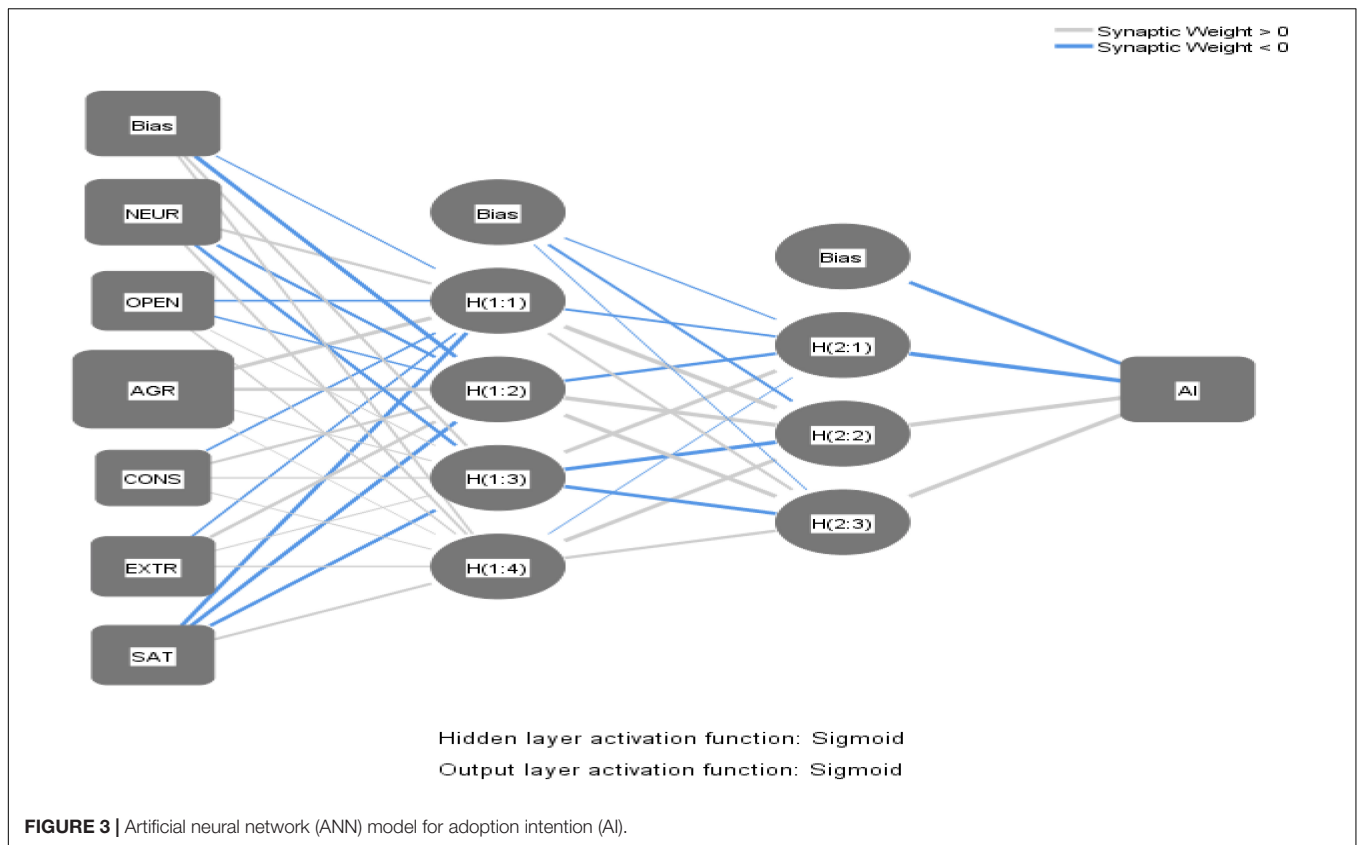 Synaptic Weight > 0
Synaptic Weight < 0
Bias
NEUR
OPEN
AGR
CONS
EXTR
SAT
Bias
H(1:1)
H(1:2)
H(1:3)
H(1:4)
Bias
H(2:1)
H(2:2)
H(2:3)
AI
Hidden layer activation function: Sigmoid
Output layer activation function: Sigmoid
FIGURE 3 | Artificial neural network (ANN) model for adoption intention (AI).